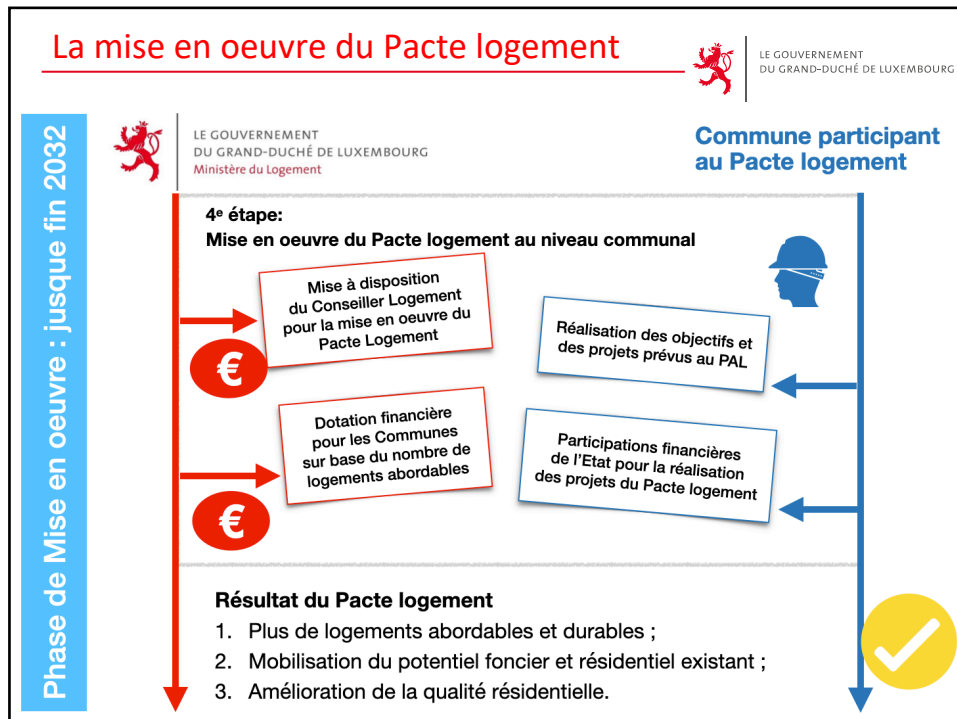 La mise en oeuvre du Pacte logement
LE GOUVERNEMENT
DU GRAND-DUCHÉ DE LUXEMBOURG
Phase de Mise en oeuvre : jusque fin 2032
LE GOUVERNEMENT
DU GRAND-DUCHÉ DE LUXEMBOURG
Ministère du Logement
Commune participant
au Pacte logement
4e étape:
Mise en oeuvre du Pacte logement au niveau communal
Mise à disposition
du Conseiller Logement
pour la mise en oeuvre du
Pacte Logement
€
Réalisation des objectifs et
des projets prévus au PAL
Dotation financière
pour les Communes
sur base du nombre de
logements abordables
€
Participations financières
de l'Etat pour la réalisation
des projets du Pacte logement
Résultat du Pacte logement
1. Plus de logements abordables et durables ;
2. Mobilisation du potentiel foncier et résidentiel existant ;
3. Amélioration de la qualité résidentielle.